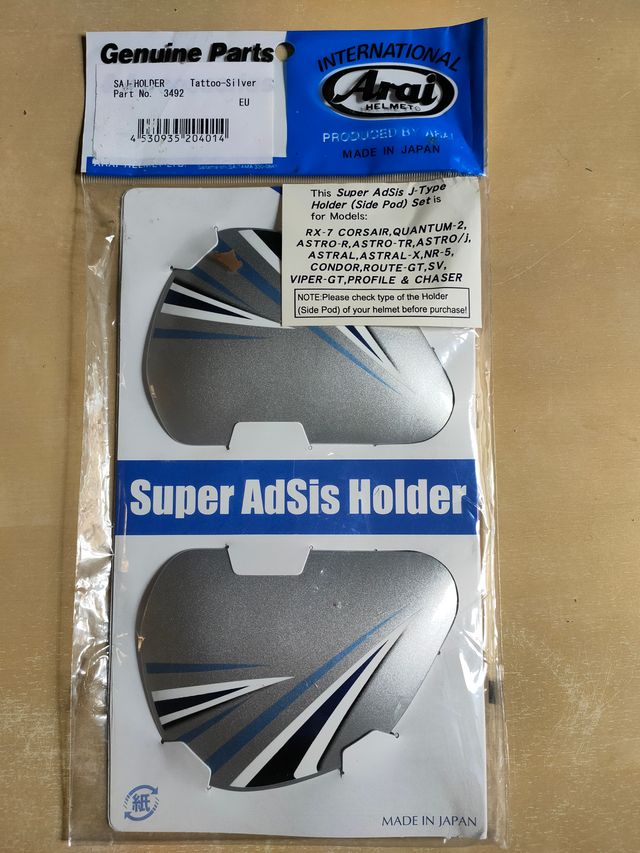 Genuine Parts
SAJ-HOLDER Tattoo-Silver
Part No. 3492
EU
4 530935 204014
INTERNATIONAL
Arai
HELMET
PRODUCED BY ARAI
MADE IN JAPAN
This Super AdSis J-Type
Holder (Side Pod) Set is
for Models:
RX-7 CORSAIR,QUANTUM-2,
ASTRO-R,ASTRO-TR,ASTRO/j,
ASTRAL,ASTRAL-X,NR-5,
CONDOR,ROUTE-GT,SV,
VIPER-GT,PROFILE & CHASER
NOTE:Please check type of the Holder
(Side Pod) of your helmet before purchase!
Super AdSis Holder
紙
MADE IN JAPAN